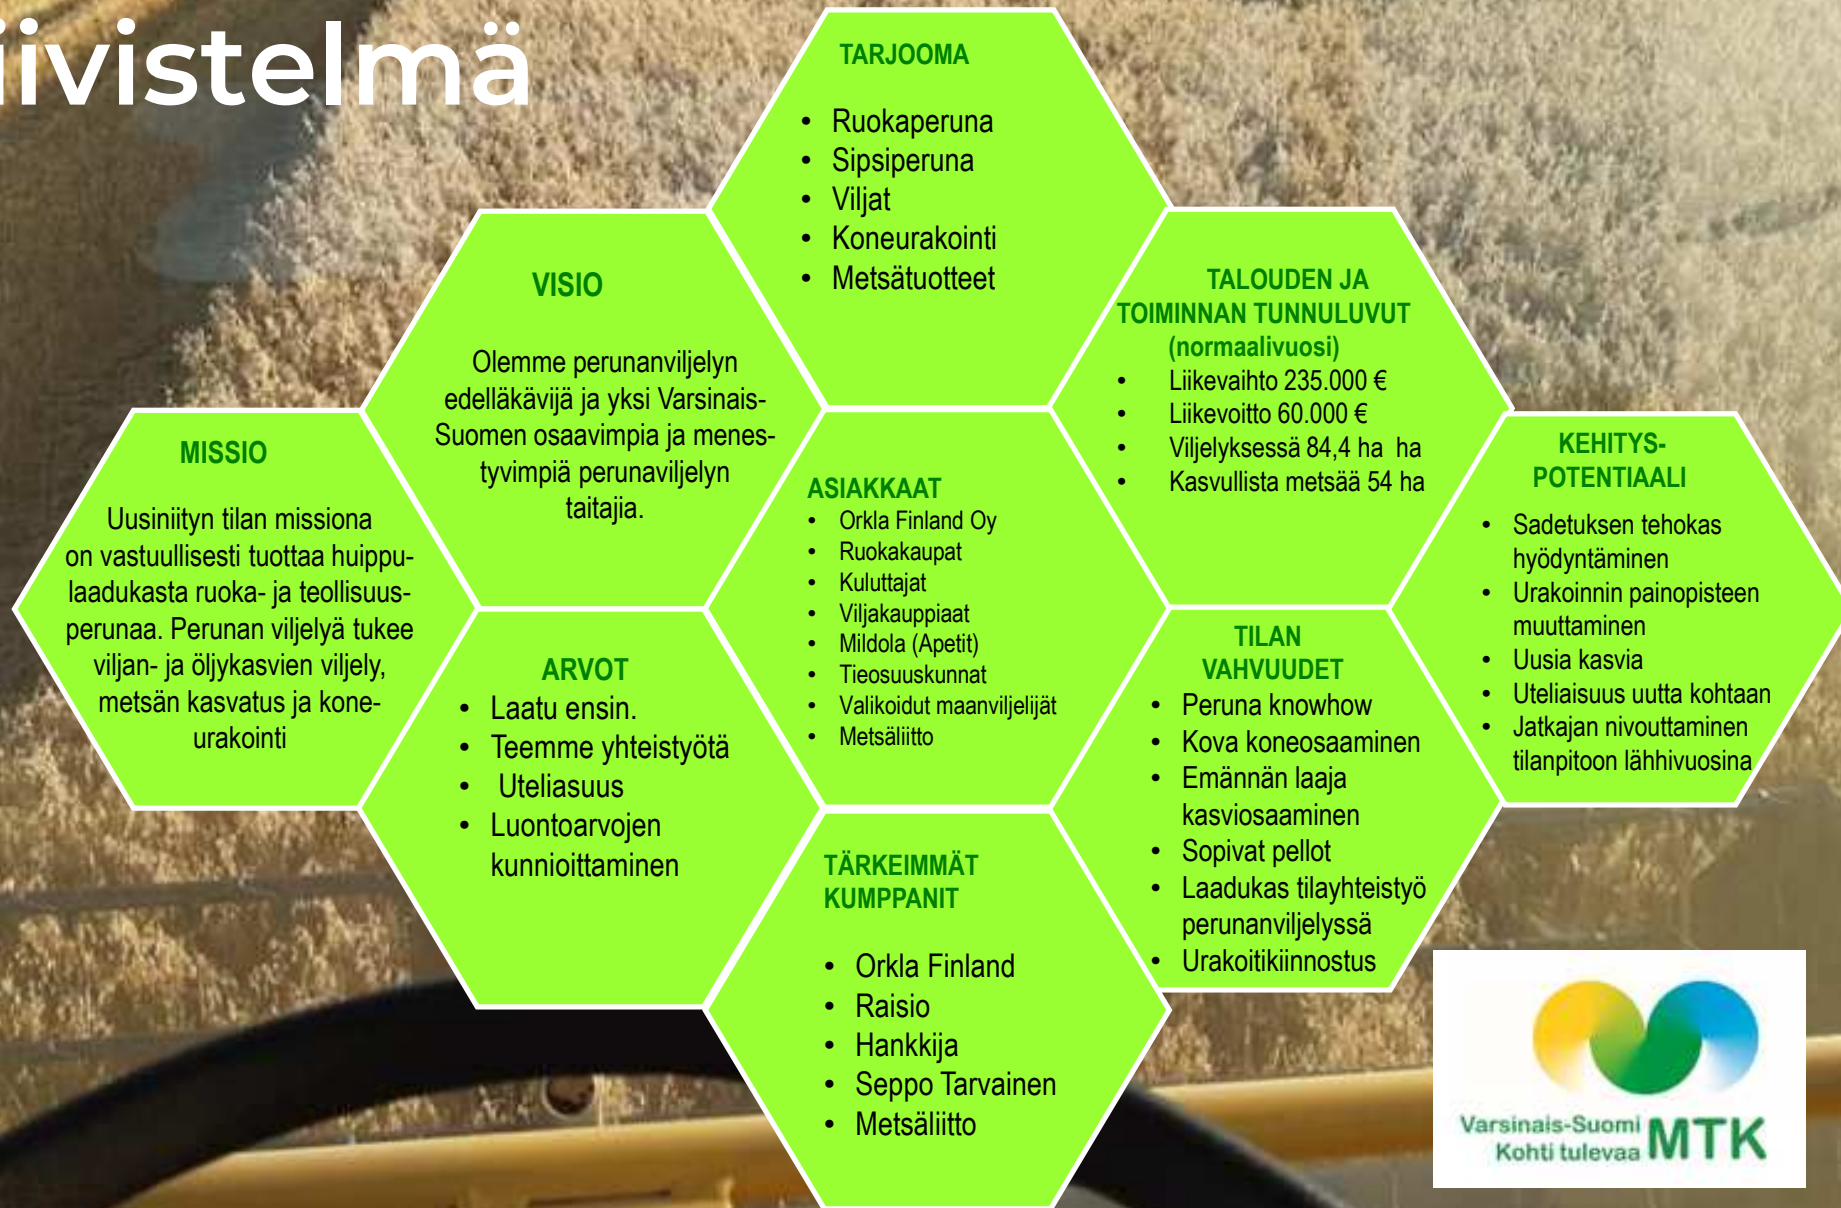 iivistelmä
TARJOOMA
• Ruokaperuna
• Sipsiperuna
• Viljat
• Koneurakointi
• Metsätuotteet
VISIO
Olemme perunanviljelyn
edelläkävijä ja yksi Varsinais-
Suomen osaavimpia ja menes-
tyvimpiä perunaviljelyn
taitajia.
TALOUDEN JA
TOIMINNAN TUNNULUVUT
(normaalivuosi)
• Liikevaihto 235.000 €
• Liikevoitto 60.000 €
• Viljelyksessä 84,4 ha ha
• Kasvullista metsää 54 ha
MISSIO
Uusiniityn tilan missiona
on vastuullisesti tuottaa huippu-
laadukasta ruoka- ja teollisuus-
perunaa. Perunan viljelyä tukee
viljan- ja öljykasvien viljely,
metsän kasvatus ja kone-
urakointi
ASIAKKAAT
• Orkla Finland Oy
• Ruokakaupat
• Kuluttajat
• Viljakauppiaat
• Mildola (Apetit)
• Tieosuuskunnat
• Valikoidut maanviljelijät
• Metsäliitto
KEHITYS-
POTENTIAALI
• Sadetuksen tehokas
hyödyntäminen
• Urakoinnin painopisteen
muuttaminen
• Uusia kasvia
• Uteliaisuus uutta kohtaan
• Jatkajan nivouttaminen
tilanpitoon lähhivuosina
ARVOT
• Laatu ensin.
• Teemme yhteistyötä
• Uteliasuus
• Luontoarvojen
kunnioittaminen
TILAN
VAHVUUDET
• Peruna knowhow
• Kova koneosaaminen
• Emännän laaja
kasviosaaminen
• Sopivat pellot
• Laadukas tilayhteistyö
perunanviljelyssä
• Urakoitikiinnostus
TÄRKEIMMÄT
KUMPPANIT
• Orkla Finland
• Raisio
• Hankkija
• Seppo Tarvainen
• Metsäliitto
Varsinais-Suomi
Kohti tulevaa
MTK